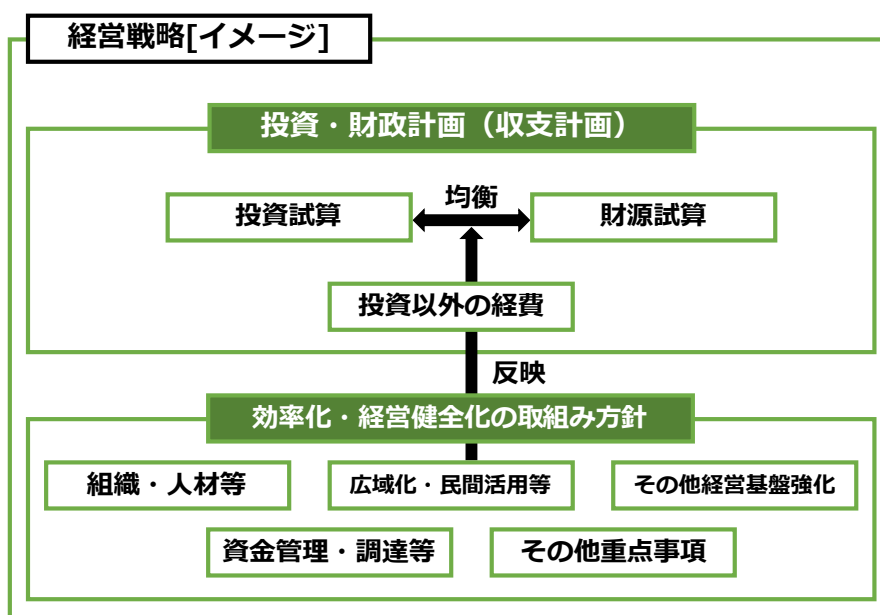 経営戦略[イメージ]
投資・財政計画（収支計画）
均衡
投資試算
財源試算
投資以外の経費
反映
効率化・経営健全化の取組み方針
組織・人材等
広域化・民間活用等
その他経営基盤強化
資金管理・調達等
その他重点事項